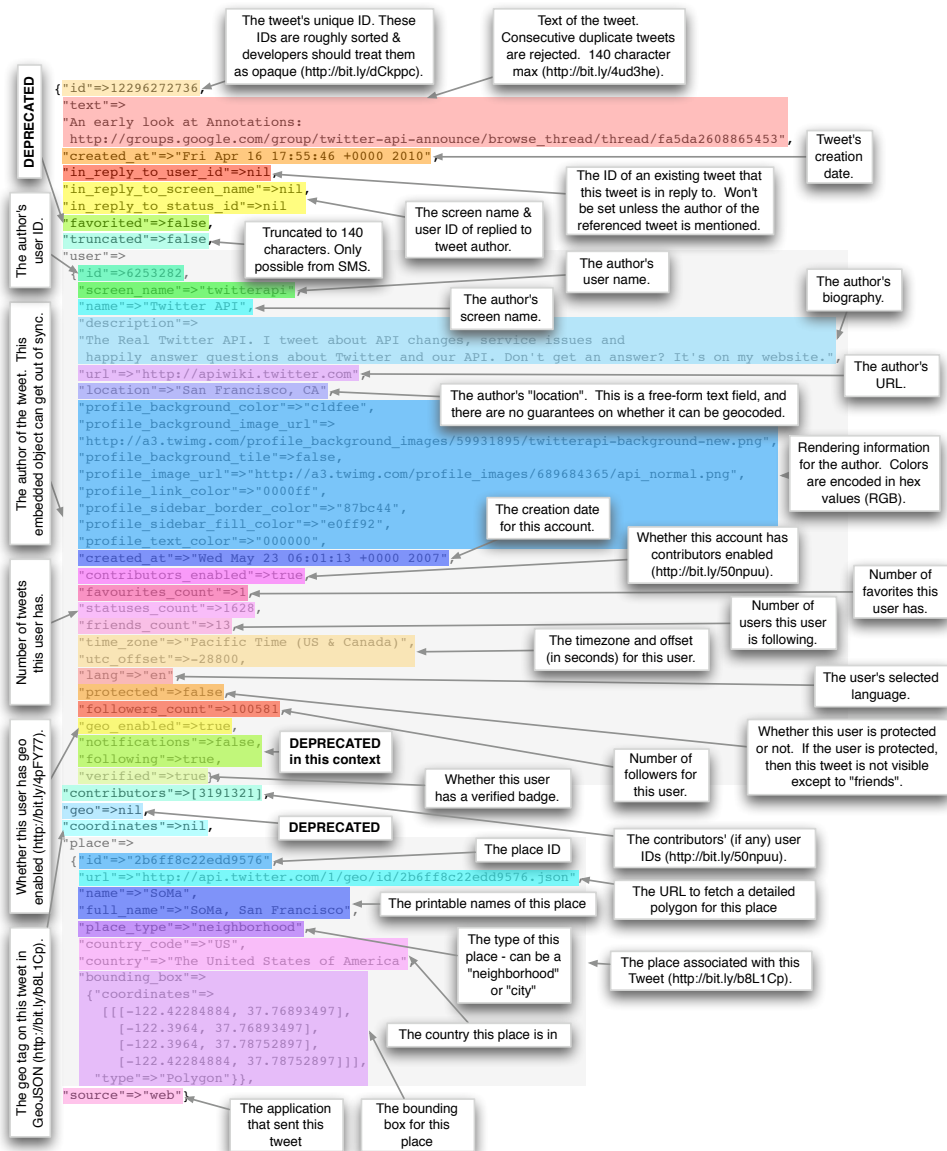 The tweet's unique ID. These
IDs are roughly sorted &
developers should treat them
as opaque (http://bit.ly/dCkppc).
Text of the tweet.
Consecutive duplicate tweets
are rejected. 140 character
max (http://bit.ly/4ud3he).
DEPRECATED
{"id"=>12296272736,
"text"=>
"An early look at Annotations:
http://groups.google.com/group/twitter-api-announce/browse_thread/thread/fa5da2608865453",
"created_at"=>"Fri Apr 16 17:55:46 +0000 2010",
Tweet's
creation
date.
"in_reply_to_user_id"=>nil,
"in_reply_to_screen_name"=>nil,
"in_reply_to_status_id"=>nil
The ID of an existing tweet that
this tweet is in reply to. Won't
be set unless the author of the
referenced tweet is mentioned.
The screen name &
user ID of replied to
tweet author.
"favorited"=>false,
"truncated"=>false,
Truncated to 140
characters. Only
possible from SMS.
The author's
user ID.
"user"=>
{"id"=>6253282,
"screen_name"=>"twitterapi",
The author's
user name.
"name"=>"Twitter API",
The author's
screen name.
The author's
biography.
"description"=>
"The Real Twitter API. I tweet about API changes, service issues and
happily answer questions about Twitter and our API. Don't get an answer? It's on my website.",
The author of the tweet. This
embedded object can get out of sync.
"url"=>"http://apiwiki.twitter.com",
The author's
URL.
"location"=>"San Francisco, CA",
The author's "location". This is a free-form text field, and
there are no guarantees on whether it can be geocoded.
"profile_background_color"=>"c1dfee",
"profile_background_image_url"=>
"http://a3.twimg.com/profile_background_images/59931895/twitterapi-background-new.png",
"profile_background_tile"=>false,
"profile_image_url"=>"http://a3.twimg.com/profile_images/689684365/api_normal.png",
"profile_link_color"=>"0000ff",
"profile_sidebar_border_color"=>"87bc44",
"profile_sidebar_fill_color"=>"e0ff92",
"profile_text_color"=>"000000",
Rendering information
for the author. Colors
are encoded in hex
values (RGB).
The creation date
for this account.
"created_at"=>"Wed May 23 06:01:13 +0000 2007",
Whether this account has
contributors enabled
(http://bit.ly/50npuu).
"contributors_enabled"=>true,
"favourites_count"=>1,
Number of
favorites this
user has.
"statuses_count"=>1628,
Number of tweets
this user has.
"friends_count"=>13,
Number of
users this user
is following.
"time_zone"=>"Pacific Time (US & Canada)",
"utc_offset"=>-28800,
The timezone and offset
(in seconds) for this user.
"lang"=>"en",
The user's selected
language.
"protected"=>false,
Whether this user is protected
or not. If the user is protected,
then this tweet is not visible
except to "friends".
"followers_count"=>100581,
Number of
followers for
this user.
"geo_enabled"=>true,
Whether this user has geo
enabled (http://bit.ly/4pFY77).
"notifications"=>false,
"following"=>true,
DEPRECATED
in this context
"verified"=>true},
Whether this user
has a verified badge.
"contributors"=>[3191321],
The contributors' (if any) user
IDs (http://bit.ly/50npuu).
"geo"=>nil,
DEPRECATED
"coordinates"=>nil,
The geo tag on this tweet in
GeoJSON (http://bit.ly/b8L1Cp).
"place"=>
{"id"=>"2b6ff8c22edd9576",
The place ID
"url"=>"http://api.twitter.com/1/geo/id/2b6ff8c22edd9576.json",
The URL to fetch a detailed
polygon for this place
"name"=>"SoMa",
"full_name"=>"SoMa, San Francisco",
The printable names of this place
"place_type"=>"neighborhood",
The type of this
place - can be a
"neighborhood"
or "city"
The place associated with this
Tweet (http://bit.ly/b8L1Cp).
"country_code"=>"US",
"country"=>"The United States of America",
The country this place is in
"bounding_box"=>
{"coordinates"=>
[[[-122.42284884, 37.76893497],
[-122.3964, 37.76893497],
[-122.3964, 37.78752897],
[-122.42284884, 37.78752897]]],
"type"=>"Polygon"}},
The bounding
box for this
place
"source"=>"web"}
The application
that sent this
tweet